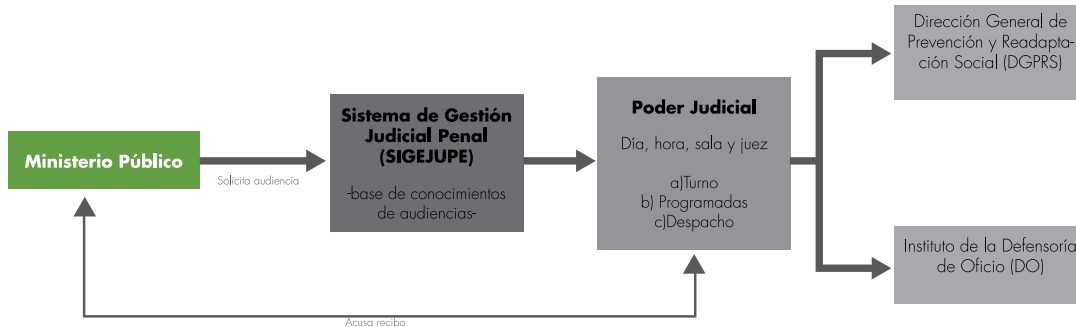 Ministerio Público
Solicita audiencia
Sistema de Gestión
Judicial Penal
(SIGEJUPE)
-base de conocimientos
de audiencias-
Poder Judicial
Día, hora, sala y juez
a)Turno
b) Programadas
c)Despacho
Dirección General de
Prevención y Readapta-
ción Social (DGPRS)
Instituto de la Defensoría
de Oficio (DO)
Acusa recibo